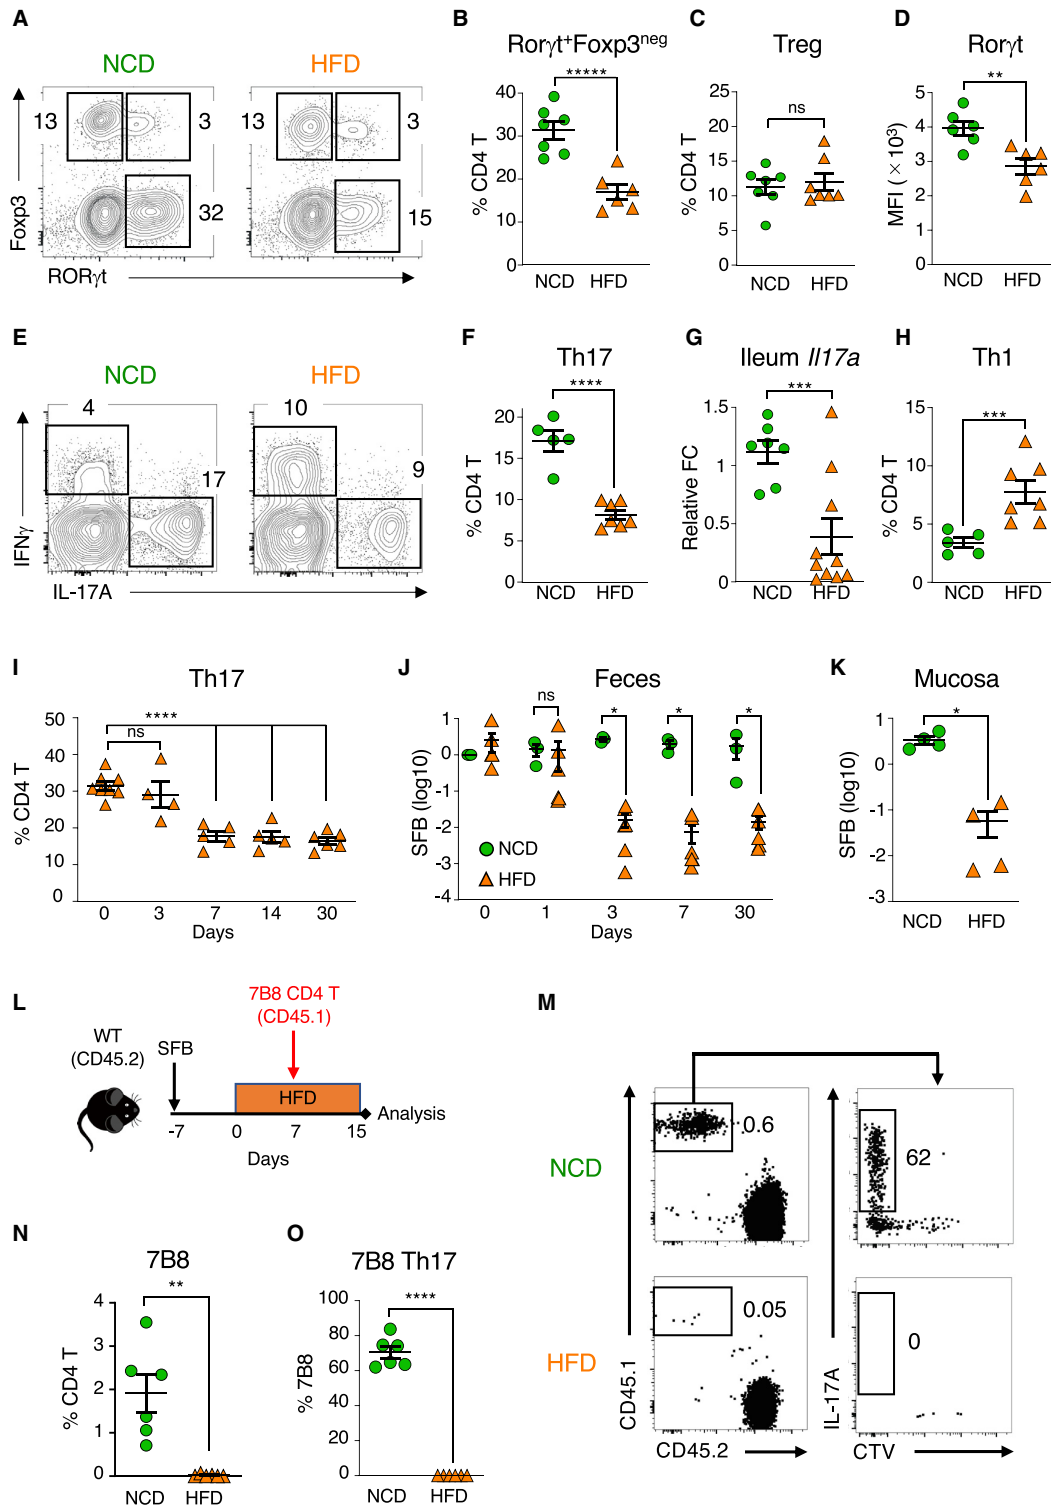 A
NCD
HFD
13
3
13
3
32
15
Foxp3
RORγt
B
Rorγt⁺Foxp3ⁿᵉᵍ
*****
40
30
20
10
0
% CD4 T
NCD HFD
C
Treg
ns
25
20
15
10
5
0
% CD4 T
NCD HFD
D
Rorγt
**
5
4
3
2
1
0
MFI ( × 10³)
NCD HFD
E
NCD
HFD
4
10
17
9
IFNγ
IL-17A
F
Th17
****
20
15
10
5
0
% CD4 T
NCD HFD
G
Ileum Il17a
***
1.5
1
0.5
0
Relative FC
NCD HFD
H
Th1
***
15
10
5
0
% CD4 T
NCD HFD
I
Th17
****
ns
50
40
30
20
10
0
% CD4 T
0 3 7 14 30
Days
J
Feces
ns * * *
1
0
-1
-2
-3
-4
SFB (log10)
NCD
HFD
0 1 3 7 30
Days
K
Mucosa
*
1
0
-1
-2
-3
SFB (log10)
NCD HFD
L
7B8 CD4 T
(CD45.1)
WT
(CD45.2)
SFB
HFD
Analysis
-7 0 7 15
Days
M
NCD
0.6
62
HFD
0.05
0
CD45.1
IL-17A
CD45.2
CTV
N
7B8
**
4
3
2
1
0
% CD4 T
NCD HFD
O
7B8 Th17
****
100
80
60
40
20
0
% 7B8
NCD HFD